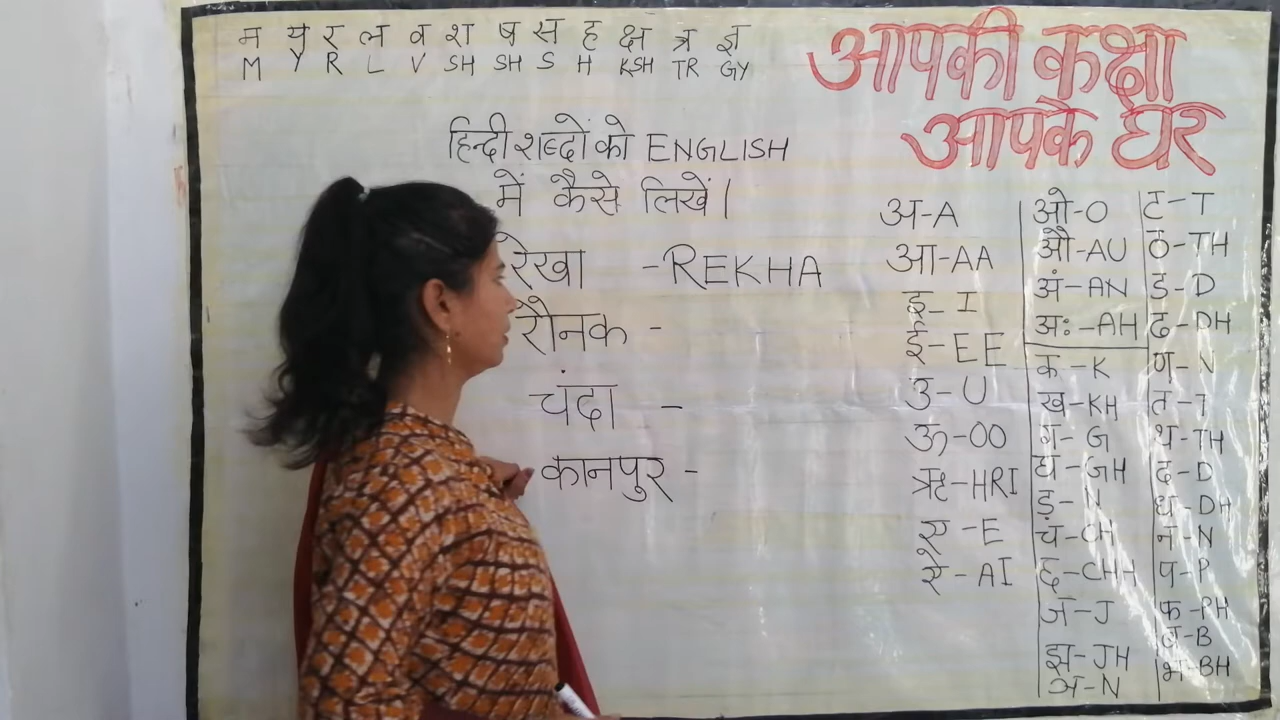 म य र ल व श ष स ह क्ष त्र ज्ञ
M Y R L V SH SH S H KSH TR GY
आपकी कक्षा
आपके घर
हिन्दी शब्दों को ENGLISH
में कैसे लिखें।
रेखा - REKHA
रौनक -
चंदा -
कानपुर -
अ-A
आ-AA
इ-I
ई-EE
उ-U
ऊ-OO
ऋ-HRI
ए-E
ऐ-AI
ओ-O
औ-AU
अं-AN
अः-AH
क-K
ख-KH
ग-G
घ-GH
ड़-N
च-CH
छ-CHH
ज-J
झ-JH
ञ-N
ट-T
ठ-TH
ड-D
ढ-DH
ण-N
त-T
थ-TH
द-D
ध-DH
न-N
प-P
फ-PH
ब-B
भ-BH